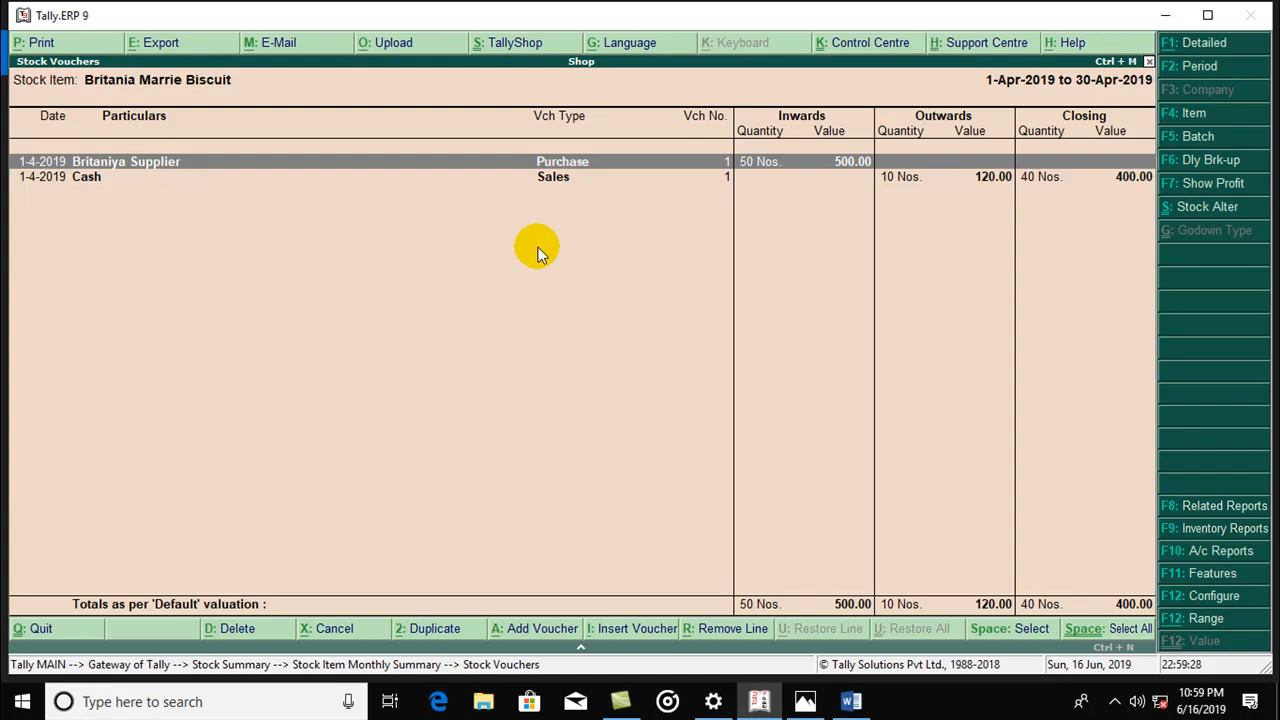 Tally.ERP 9
P: Print E: Export M: E-Mail O: Upload S: TallyShop G: Language K: Keyboard K: Control Centre H: Support Centre H: Help
Stock Vouchers Shop Ctrl + M
Stock Item: Britania Marrie Biscuit 1-Apr-2019 to 30-Apr-2019
Date Particulars Vch Type Vch No. Inwards Outwards Closing
Quantity Value Quantity Value Quantity Value
1-4-2019 Britaniya Supplier Purchase 1 50 Nos. 500.00
1-4-2019 Cash Sales 1 10 Nos. 120.00 40 Nos. 400.00
Totals as per 'Default' valuation : 50 Nos. 500.00 10 Nos. 120.00 40 Nos. 400.00
F1: Detailed
F2: Period
F3: Company
F4: Item
F5: Batch
F6: Dly Brk-up
F7: Show Profit
S: Stock Alter
G: Godown Type
F8: Related Reports
F9: Inventory Reports
F10: A/c Reports
F11: Features
F12: Configure
F12: Range
F12: Value
Q: Quit D: Delete X: Cancel 2: Duplicate A: Add Voucher I: Insert Voucher R: Remove Line U: Restore Line U: Restore All Space: Select Space: Select All
Ctrl + N
Tally MAIN --> Gateway of Tally --> Stock Summary --> Stock Item Monthly Summary --> Stock Vouchers © Tally Solutions Pvt Ltd., 1988-2018 Sun, 16 Jun, 2019 22:59:28
Type here to search 10:59 PM
6/16/2019